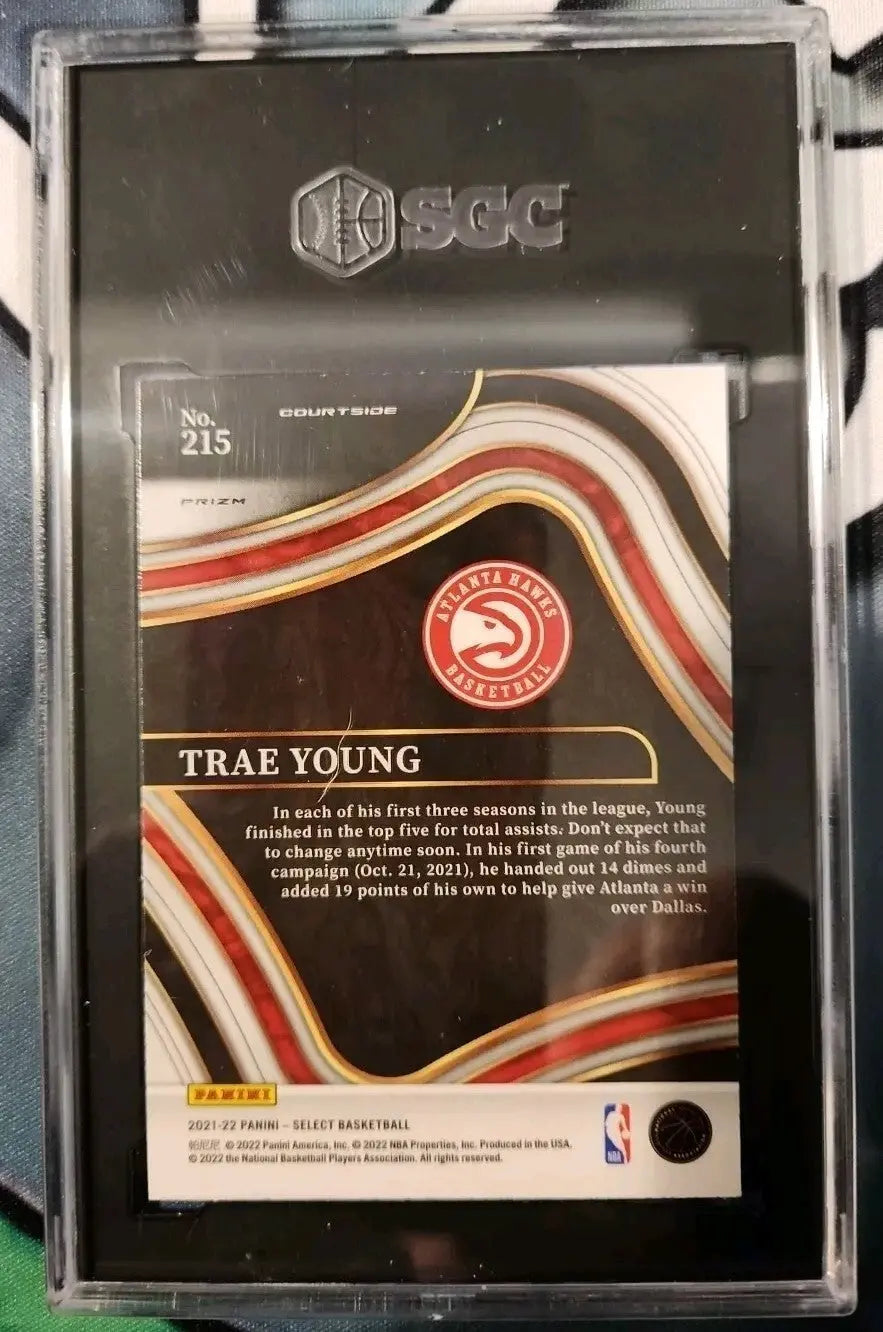 SGC
No.
215
COURTSIDE
PRIZM
ATLANTA HAWKS
BASKETBALL
TRAE YOUNG
In each of his first three seasons in the league, Young
finished in the top five for total assists. Don't expect that
to change anytime soon. In his first game of his fourth
campaign (Oct. 21, 2021), he handed out 14 dimes and
added 19 points of his own to help give Atlanta a win
over Dallas.
PANINI
2021-22 PANINI – SELECT BASKETBALL
帕尼尼 © 2022 Panini America, Inc. © 2022 NBA Properties, Inc. Produced in the USA.
© 2022 the National Basketball Players Association. All rights reserved.
NBA